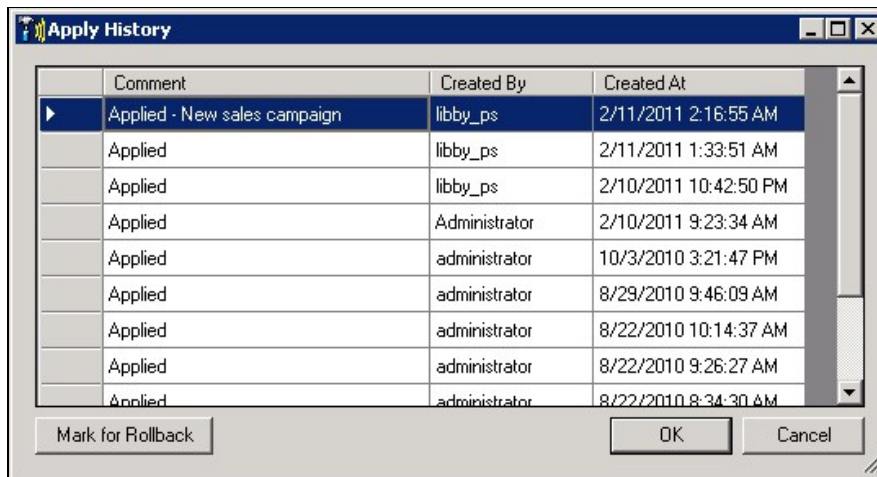 Apply History
Comment Created By Created At
Applied - New sales campaign libby_ps 2/11/2011 2:16:55 AM
Applied libby_ps 2/11/2011 1:33:51 AM
Applied libby_ps 2/10/2011 10:42:50 PM
Applied Administrator 2/10/2011 9:23:34 AM
Applied administrator 10/3/2010 3:21:47 PM
Applied administrator 8/29/2010 9:46:09 AM
Applied administrator 8/22/2010 10:14:37 AM
Applied administrator 8/22/2010 9:26:27 AM
Applied administrator 8/22/2010 8:34:30 AM
Mark for Rollback OK Cancel